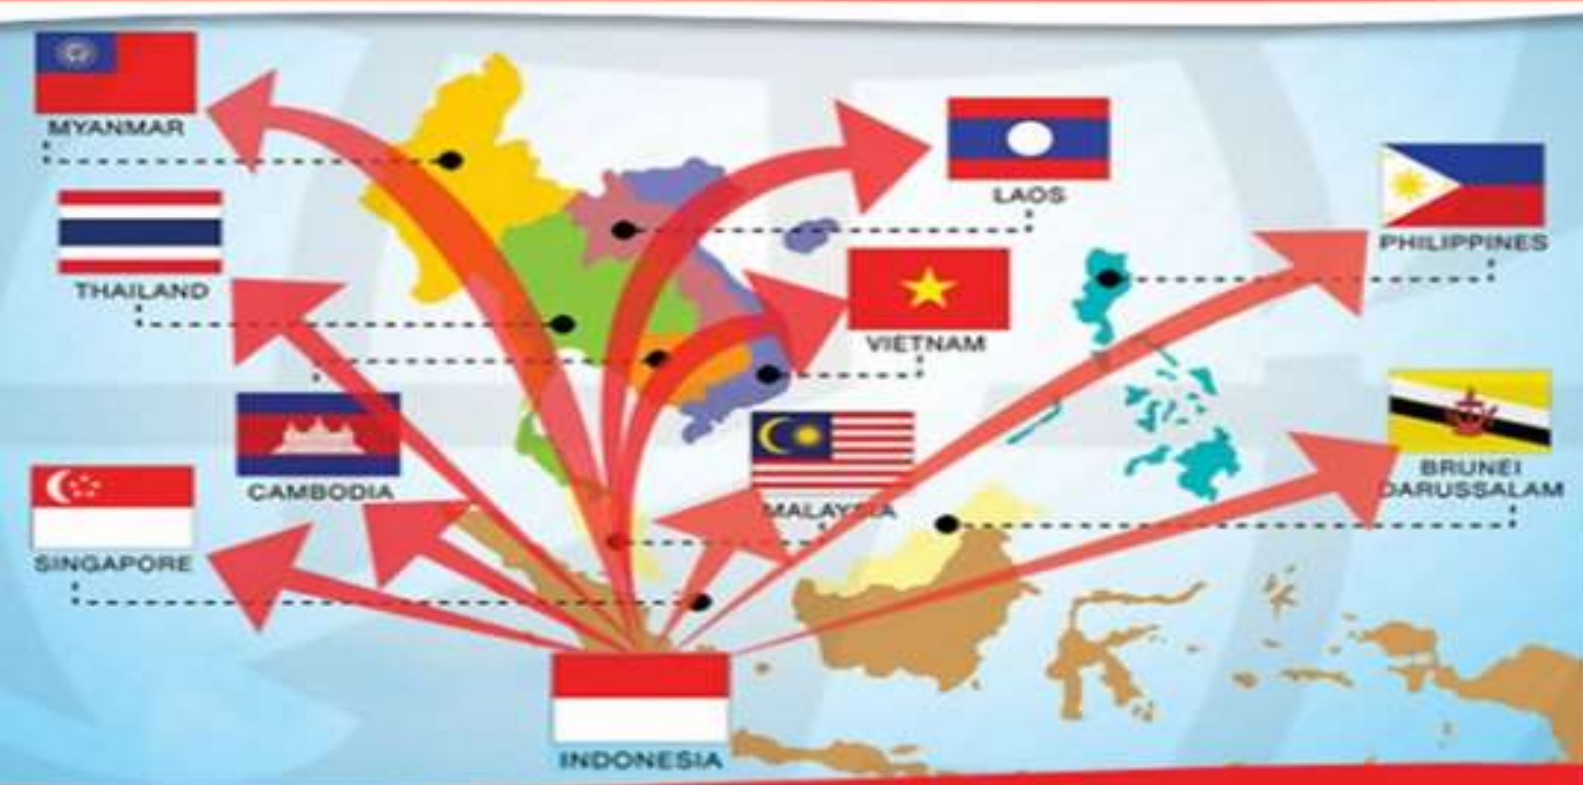 MYANMAR
LAOS
PHILIPPINES
THAILAND
VIETNAM
CAMBODIA
MALAYSIA
BRUNEI
DARUSSALAM
SINGAPORE
INDONESIA